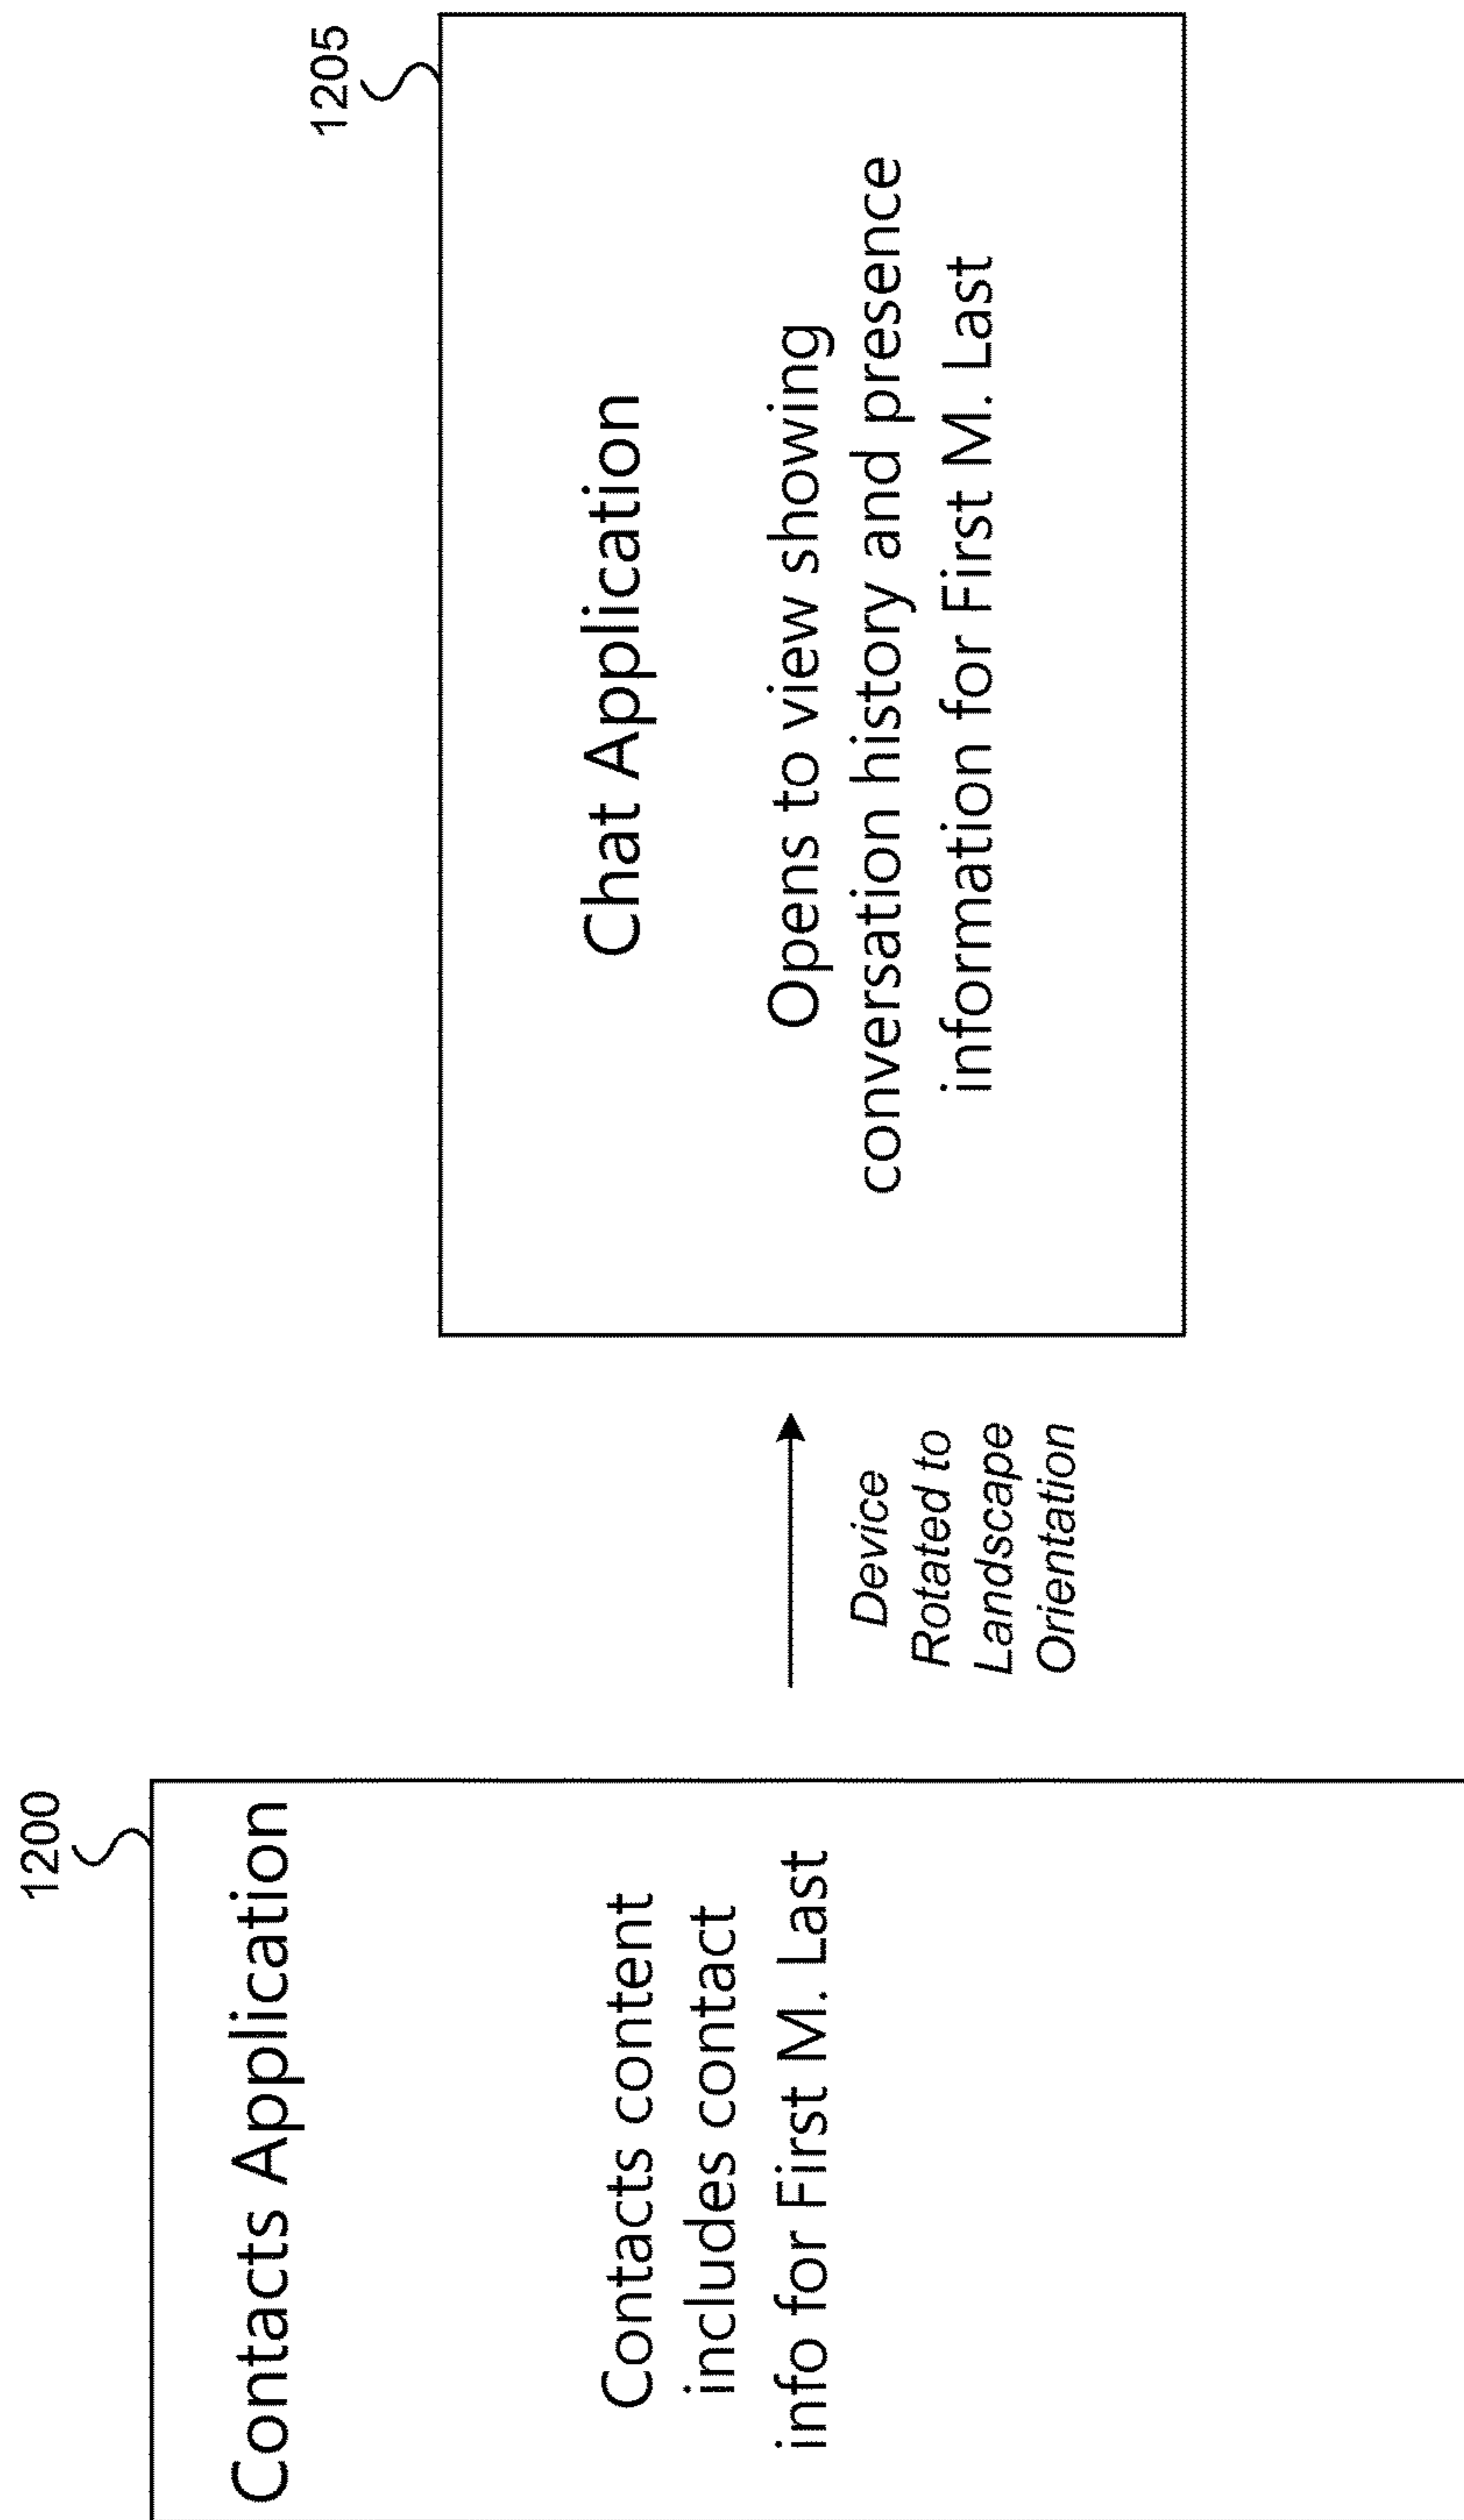 1200
Contacts Application
Contacts content
includes contact
info for First M. Last
Device
Rotated to
Landscape
Orientation
1205
Chat Application
Opens to view showing
conversation history and presence
information for First M. Last